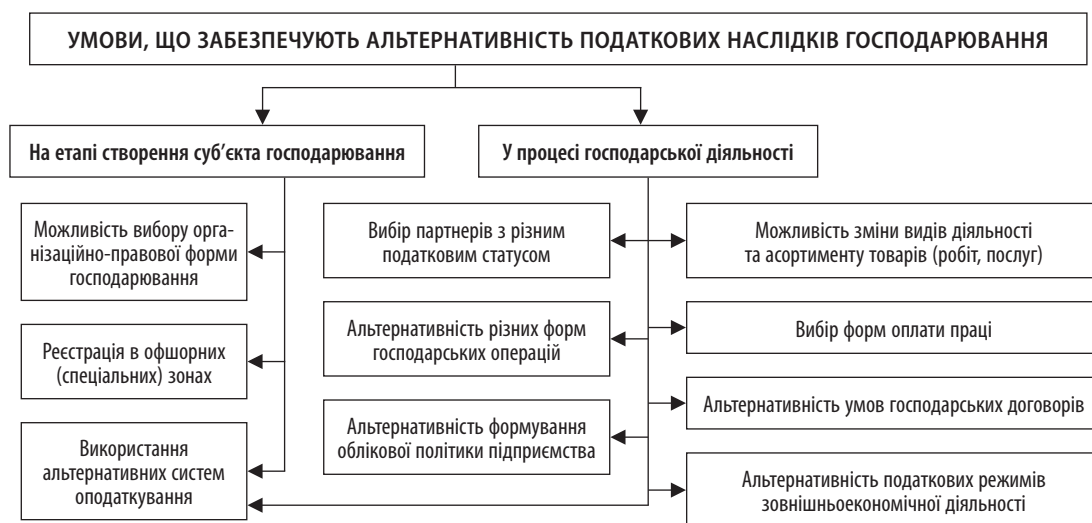 УМОВИ, ЩО ЗАБЕЗПЕЧУЮТЬ АЛЬТЕРНАТИВНІСТЬ ПОДАТКОВИХ НАСЛІДКІВ ГОСПОДАРЮВАННЯ
На етапі створення суб’єкта господарювання
Можливість вибору орга-
нізаційно-правової форми
господарювання
Реєстрація в офшорних
(спеціальних) зонах
Використання
альтернативних систем
оподаткування
У процесі господарської діяльності
Вибір партнерів з різним
податковим статусом
Альтернативність різних форм
господарських операцій
Альтернативність формування
облікової політики підприємства
Можливість зміни видів діяльності
та асортименту товарів (робіт, послуг)
Вибір форм оплати праці
Альтернативність умов господарських договорів
Альтернативність податкових режимів
зовнішньоекономічної діяльності